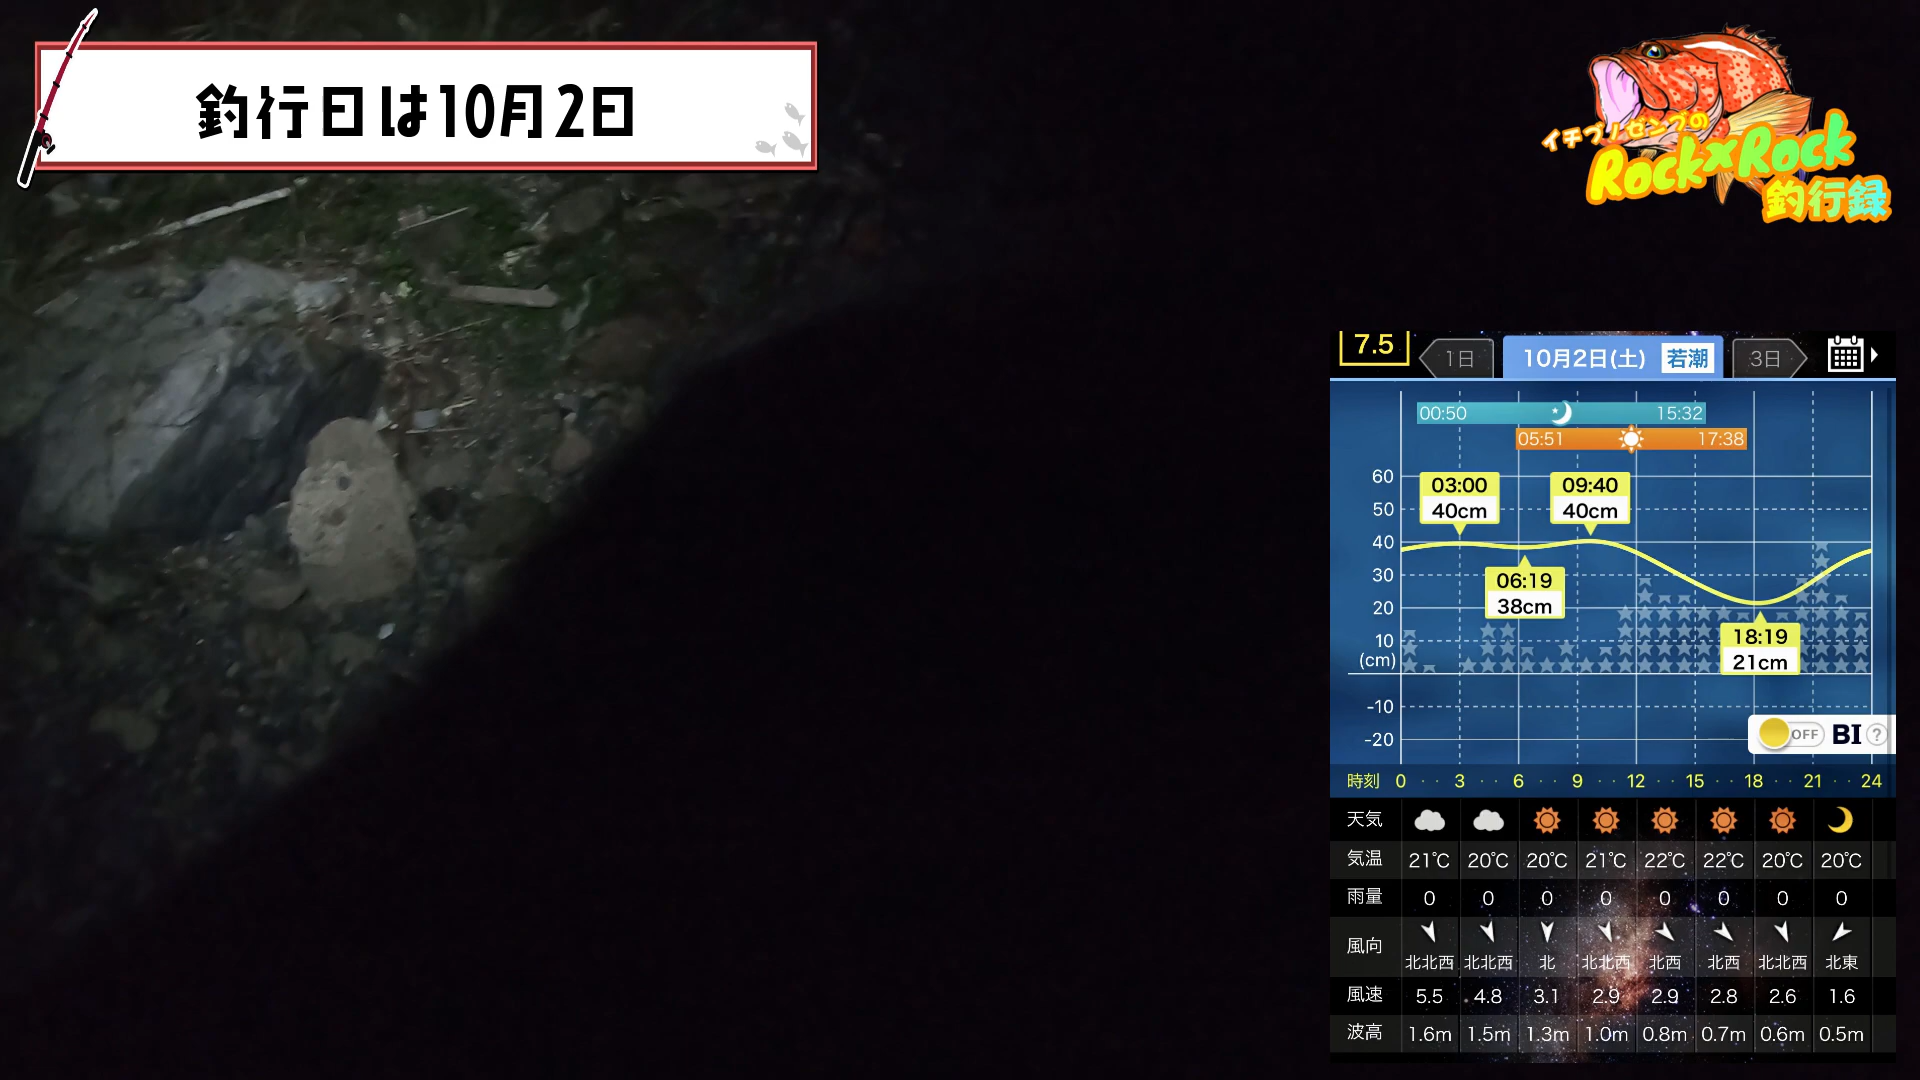 釣行日は10月2日
イチブノゼンブの
Rock×Rock
釣行録
7.5 1日 10月2日(土) 若潮 3日
00:50 15:32
05:51 17:38
60
50
40
30
20
10
(cm)
-10
-20
03:00
40cm
09:40
40cm
06:19
38cm
18:19
21cm
OFF BI ?
時刻 0 3 6 9 12 15 18 21 24
天気
気温 21℃ 20℃ 20℃ 21℃ 22℃ 22℃ 20℃ 20℃
雨量 0 0 0 0 0 0 0 0
風向 北北西 北北西 北 北北西 北西 北西 北北西 北東
風速 5.5 4.8 3.1 2.9 2.9 2.8 2.6 1.6
波高 1.6m 1.5m 1.3m 1.0m 0.8m 0.7m 0.6m 0.5m